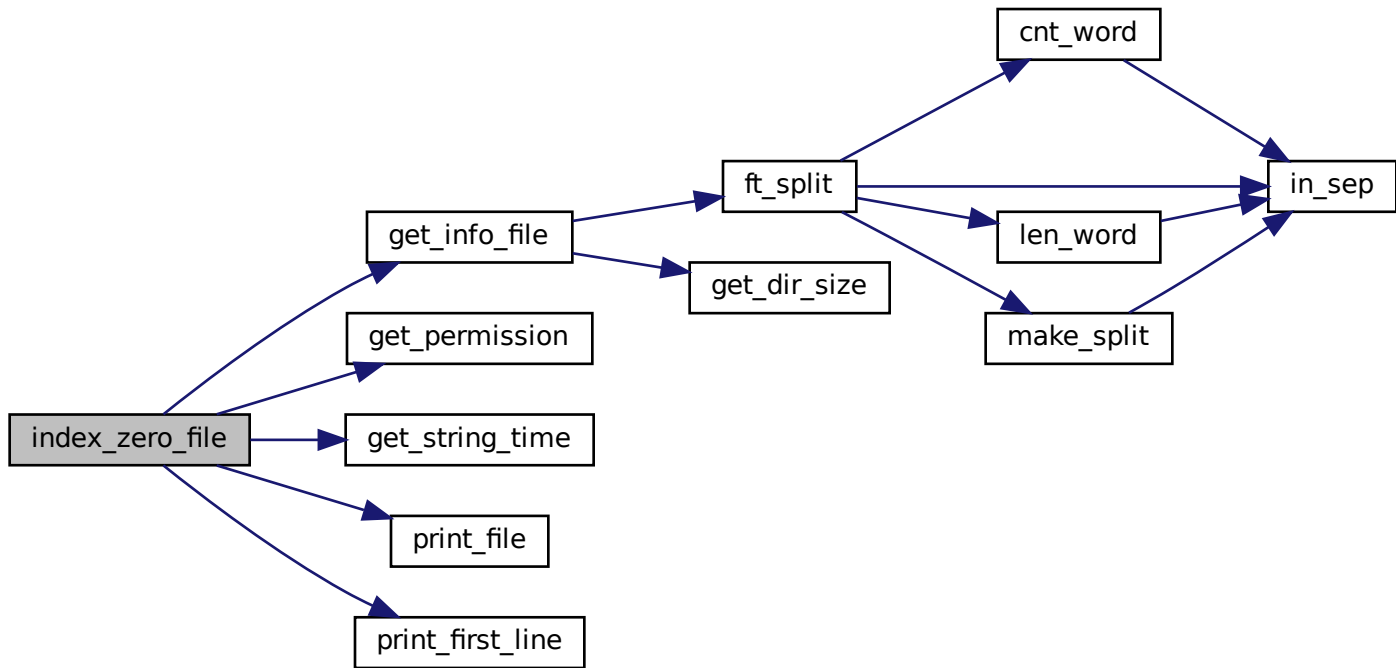 cnt_word
ft_split
in_sep
get_info_file
len_word
get_dir_size
get_permission
make_split
index_zero_file
get_string_time
print_file
print_first_line